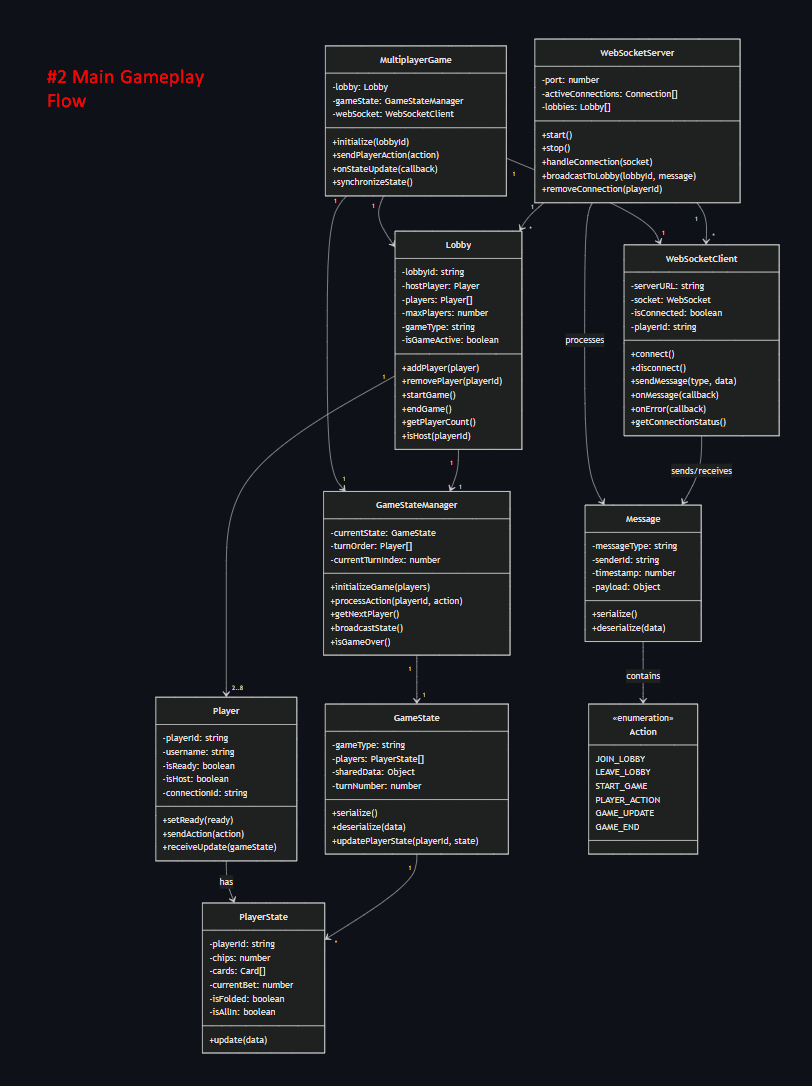 #2 Main Gameplay
Flow
MultiplayerGame
-lobby: Lobby
-gameState: GameStateManager
-webSocket: WebSocketClient
+initialize(lobbyId)
+sendPlayerAction(action)
+onStateUpdate(callback)
+synchronizeState()
WebSocketServer
-port: number
-activeConnections: Connection[]
-lobbies: Lobby[]
+start()
+stop()
+handleConnection(socket)
+broadcastToLobby(lobbyId, message)
+removeConnection(playerId)
1
1
1
1
*
1
1
*
Lobby
-lobbyId: string
-hostPlayer: Player
-players: Player[]
-maxPlayers: number
-gameType: string
-isGameActive: boolean
+addPlayer(player)
+removePlayer(playerId)
+startGame()
+endGame()
+getPlayerCount()
+isHost(playerId)
WebSocketClient
-serverURL: string
-socket: WebSocket
-isConnected: boolean
-playerId: string
+connect()
+disconnect()
+sendMessage(type, data)
+onMessage(callback)
+onError(callback)
+getConnectionStatus()
processes
1
1
sends/receives
1
1
GameStateManager
-currentState: GameState
-turnOrder: Player[]
-currentTurnIndex: number
+initializeGame(players)
+processAction(playerId, action)
+getNextPlayer()
+broadcastState()
+isGameOver()
Message
-messageType: string
-senderId: string
-timestamp: number
-payload: Object
+serialize()
+deserialize(data)
1
contains
2..8
1
Player
-playerId: string
-username: string
-isReady: boolean
-isHost: boolean
-connectionId: string
+setReady(ready)
+sendAction(action)
+receiveUpdate(gameState)
GameState
-gameType: string
-players: PlayerState[]
-sharedData: Object
-turnNumber: number
+serialize()
+deserialize(data)
+updatePlayerState(playerId, state)
«enumeration»
Action
JOIN_LOBBY
LEAVE_LOBBY
START_GAME
PLAYER_ACTION
GAME_UPDATE
GAME_END
has
1
*
PlayerState
-playerId: string
-chips: number
-cards: Card[]
-currentBet: number
-isFolded: boolean
-isAllIn: boolean
+update(data)